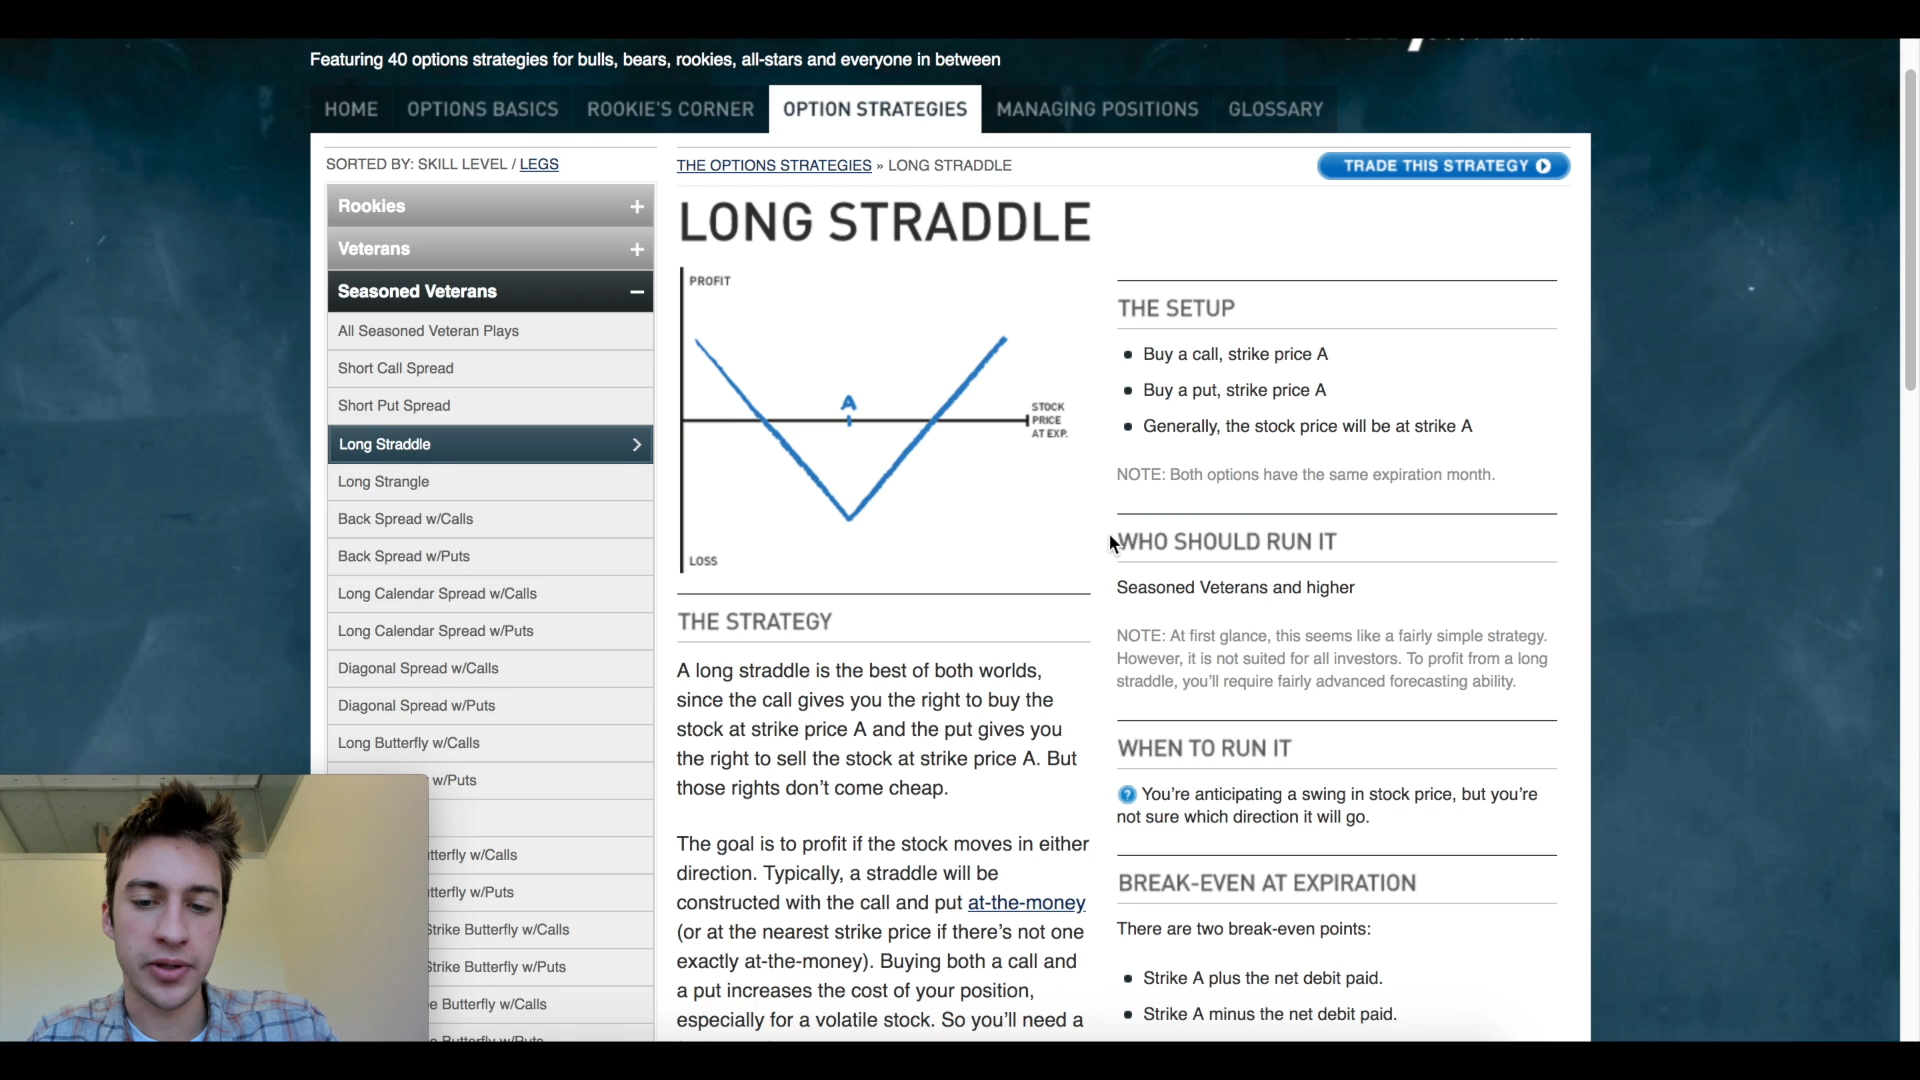 Featuring 40 options strategies for bulls, bears, rookies, all-stars and everyone in between
HOME OPTIONS BASICS ROOKIE'S CORNER OPTION STRATEGIES MANAGING POSITIONS GLOSSARY
SORTED BY: SKILL LEVEL / LEGS
Rookies +
Veterans +
Seasoned Veterans –
All Seasoned Veteran Plays
Short Call Spread
Short Put Spread
Long Straddle
Long Strangle
Back Spread w/Calls
Back Spread w/Puts
Long Calendar Spread w/Calls
Long Calendar Spread w/Puts
Diagonal Spread w/Calls
Diagonal Spread w/Puts
Long Butterfly w/Calls
w/Puts
tterfly w/Calls
tterfly w/Puts
Strike Butterfly w/Calls
Strike Butterfly w/Puts
e Butterfly w/Calls
THE OPTIONS STRATEGIES » LONG STRADDLE
TRADE THIS STRATEGY
LONG STRADDLE
PROFIT
A
STOCK
PRICE
AT EXP.
LOSS
THE STRATEGY
A long straddle is the best of both worlds,
since the call gives you the right to buy the
stock at strike price A and the put gives you
the right to sell the stock at strike price A. But
those rights don't come cheap.
The goal is to profit if the stock moves in either
direction. Typically, a straddle will be
constructed with the call and put at-the-money
(or at the nearest strike price if there's not one
exactly at-the-money). Buying both a call and
a put increases the cost of your position,
especially for a volatile stock. So you'll need a
THE SETUP
• Buy a call, strike price A
• Buy a put, strike price A
• Generally, the stock price will be at strike A
NOTE: Both options have the same expiration month.
WHO SHOULD RUN IT
Seasoned Veterans and higher
NOTE: At first glance, this seems like a fairly simple strategy.
However, it is not suited for all investors. To profit from a long
straddle, you'll require fairly advanced forecasting ability.
WHEN TO RUN IT
? You're anticipating a swing in stock price, but you're
not sure which direction it will go.
BREAK-EVEN AT EXPIRATION
There are two break-even points:
• Strike A plus the net debit paid.
• Strike A minus the net debit paid.